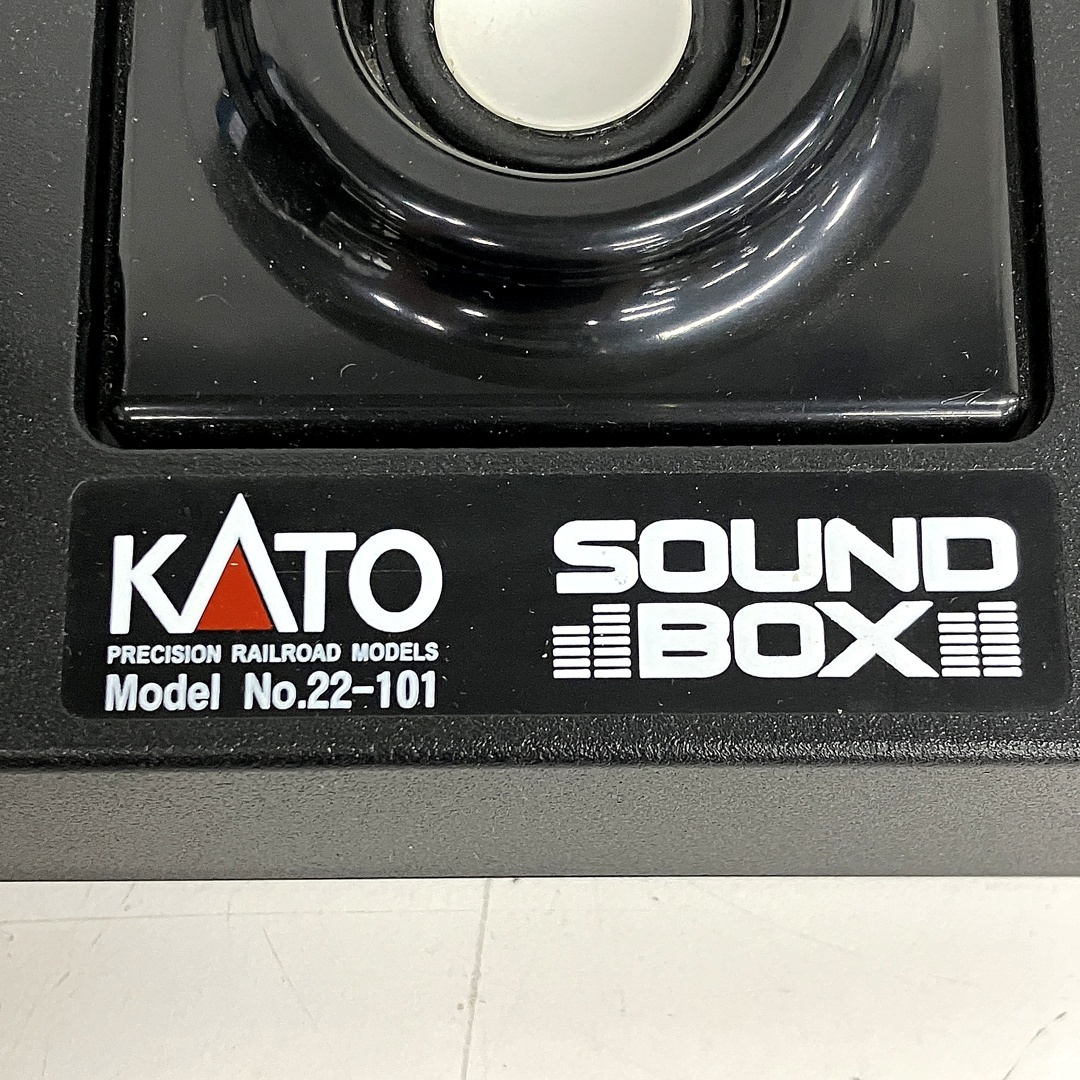 KATO
PRECISION RAILROAD MODELS
Model No.22-101
SOUND
BOX